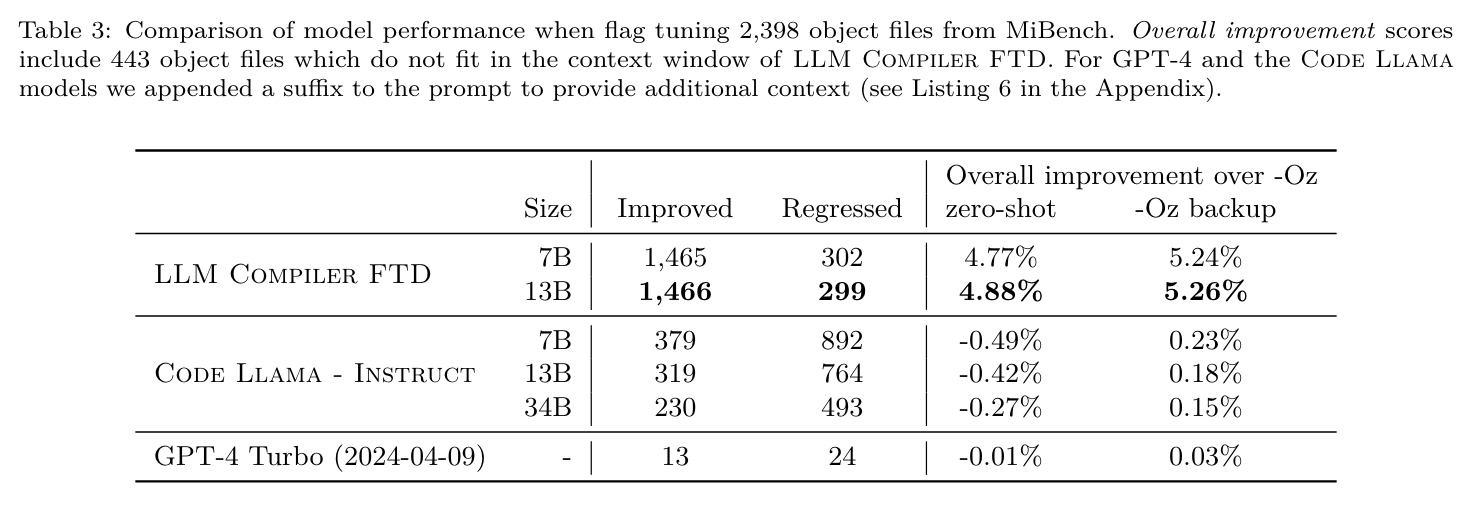 Table 3: Comparison of model performance when flag tuning 2,398 object files from MiBench. Overall improvement scores
include 443 object files which do not fit in the context window of LLM COMPILER FTD. For GPT-4 and the CODE LLAMA
models we appended a suffix to the prompt to provide additional context (see Listing 6 in the Appendix).
Overall improvement over -Oz
Size Improved Regressed zero-shot -Oz backup
LLM COMPILER FTD
7B 1,465 302 4.77% 5.24%
13B 1,466 299 4.88% 5.26%
CODE LLAMA - INSTRUCT
7B 379 892 -0.49% 0.23%
13B 319 764 -0.42% 0.18%
34B 230 493 -0.27% 0.15%
GPT-4 Turbo (2024-04-09) - 13 24 -0.01% 0.03%